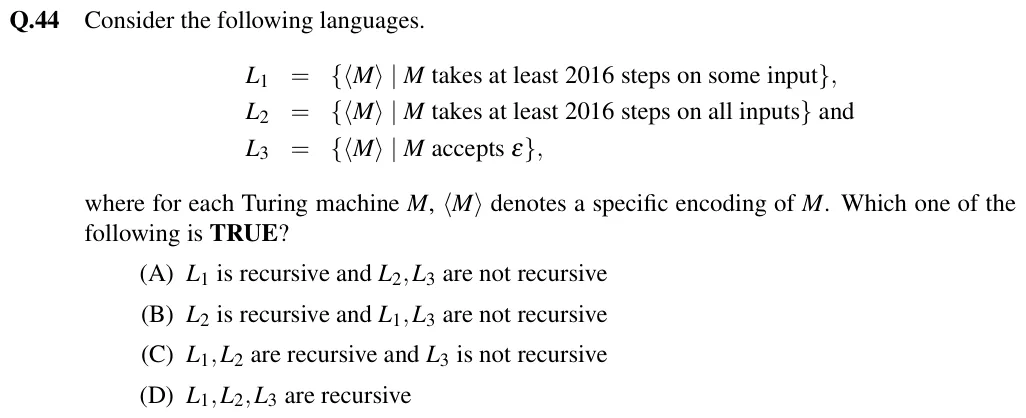 Q.44 Consider the following languages.
L₁ = {⟨M⟩ | M takes at least 2016 steps on some input},
L₂ = {⟨M⟩ | M takes at least 2016 steps on all inputs} and
L₃ = {⟨M⟩ | M accepts ε},
where for each Turing machine M, ⟨M⟩ denotes a specific encoding of M. Which one of the
following is TRUE?
(A) L₁ is recursive and L₂, L₃ are not recursive
(B) L₂ is recursive and L₁, L₃ are not recursive
(C) L₁, L₂ are recursive and L₃ is not recursive
(D) L₁, L₂, L₃ are recursive